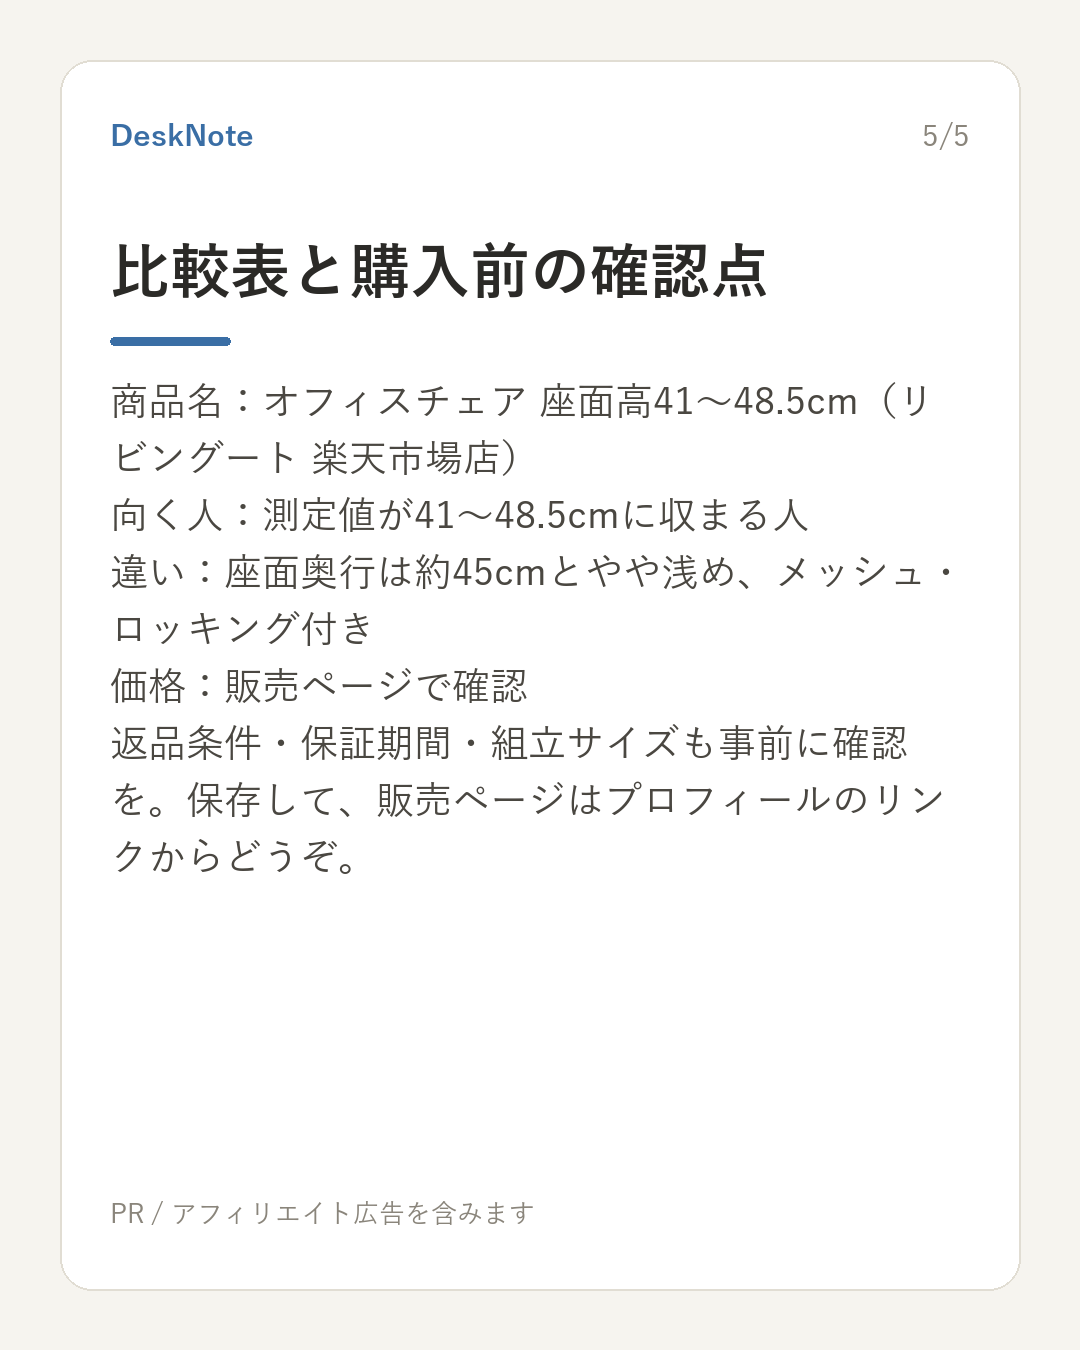 DeskNote
5/5
比較表と購入前の確認点
商品名：オフィスチェア 座面高41〜48.5cm（リ
ビングート 楽天市場店）
向く人：測定値が41〜48.5cmに収まる人
違い：座面奥行は約45cmとやや浅め、メッシュ・
ロッキング付き
価格：販売ページで確認
返品条件・保証期間・組立サイズも事前に確認
を。保存して、販売ページはプロフィールのリン
クからどうぞ。
PR / アフィリエイト広告を含みます